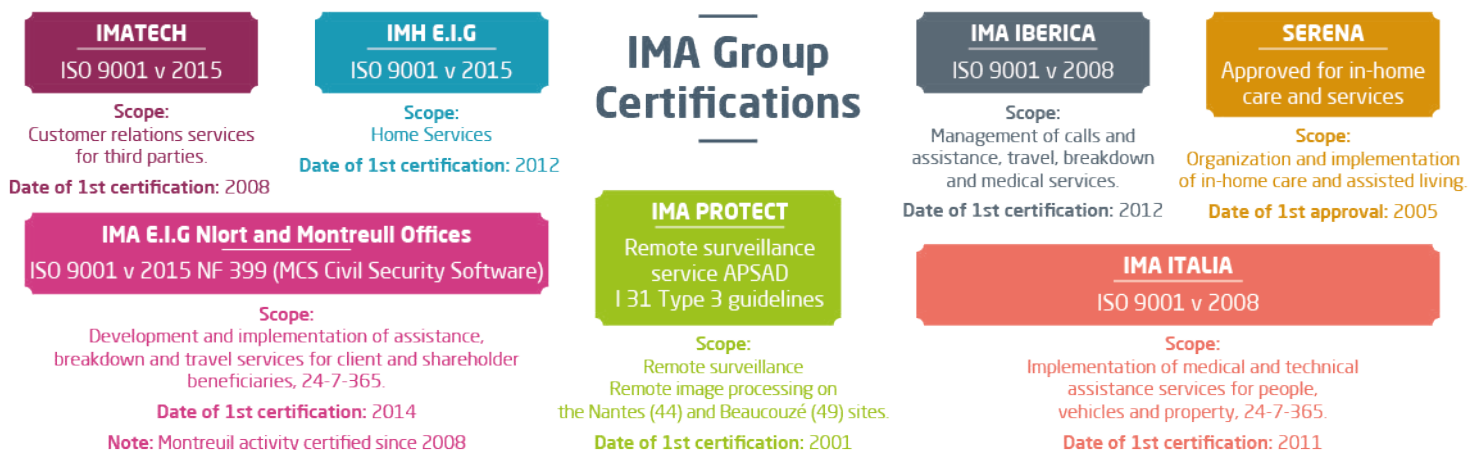 IMATECH
ISO 9001 v 2015
Scope:
Customer relations services
for third parties.
Date of 1st certification: 2008
IMH E.I.G
ISO 9001 v 2015
Scope:
Home Services
Date of 1st certification: 2012
IMA Group
Certifications
IMA IBERICA
ISO 9001 v 2008
Scope:
Management of calls and
assistance, travel, breakdown
and medical services.
Date of 1st certification: 2012
SERENA
Approved for in-home
care and services
Scope:
Organization and implementation
of in-home care and assisted living.
Date of 1st approval: 2005
IMA E.I.G NIort and MontreuIl Offices
ISO 9001 v 2015 NF 399 (MCS Civil Security Software)
Scope:
Development and implementation of assistance,
breakdown and travel services for client and shareholder
beneficiaries, 24-7-365.
Date of 1st certification: 2014
Note: Montreuil activity certified since 2008
IMA PROTECT
Remote surveillance
service APSAD
I 31 Type 3 guidelines
Scope:
Remote surveillance
Remote image processing on
the Nantes (44) and Beaucouzé (49) sites.
Date of 1st certification: 2001
IMA ITALIA
ISO 9001 v 2008
Scope:
Implementation of medical and technical
assistance services for people,
vehicles and property, 24-7-365.
Date of 1st certification: 2011